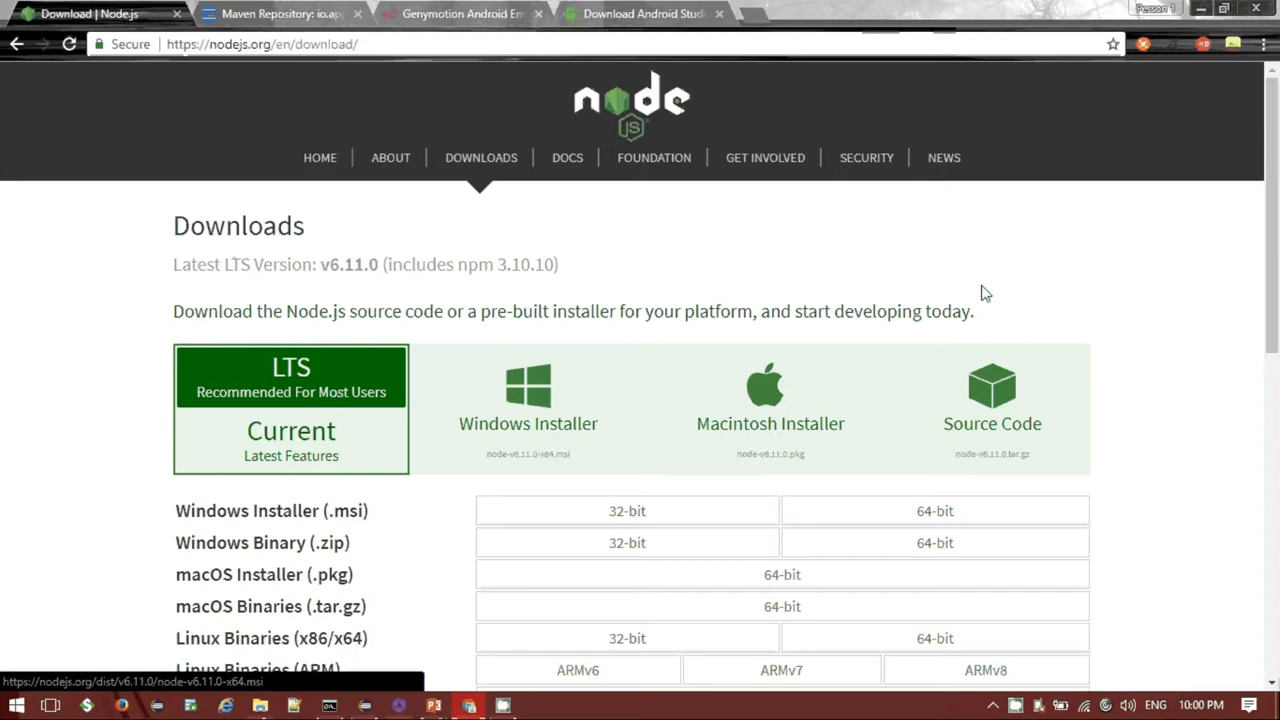 Download | Node.js
Maven Repository: io.app
Genymotion Android Em
Download Android Stud
Person 1
Secure
https://nodejs.org/en/download/
node
JS
HOME
ABOUT
DOWNLOADS
DOCS
FOUNDATION
GET INVOLVED
SECURITY
NEWS
Downloads
Latest LTS Version: v6.11.0 (includes npm 3.10.10)
Download the Node.js source code or a pre-built installer for your platform, and start developing today.
LTS
Recommended For Most Users
Current
Latest Features
Windows Installer
node-v6.11.0-x64.msi
Macintosh Installer
node-v6.11.0.pkg
Source Code
node-v6.11.0.tar.gz
Windows Installer (.msi)
32-bit
64-bit
Windows Binary (.zip)
32-bit
64-bit
macOS Installer (.pkg)
64-bit
macOS Binaries (.tar.gz)
64-bit
Linux Binaries (x86/x64)
32-bit
64-bit
Linux Binaries (ARM)
ARMv6
ARMv7
ARMv8
https://nodejs.org/dist/v6.11.0/node-v6.11.0-x64.msi
ENG
10:00 PM